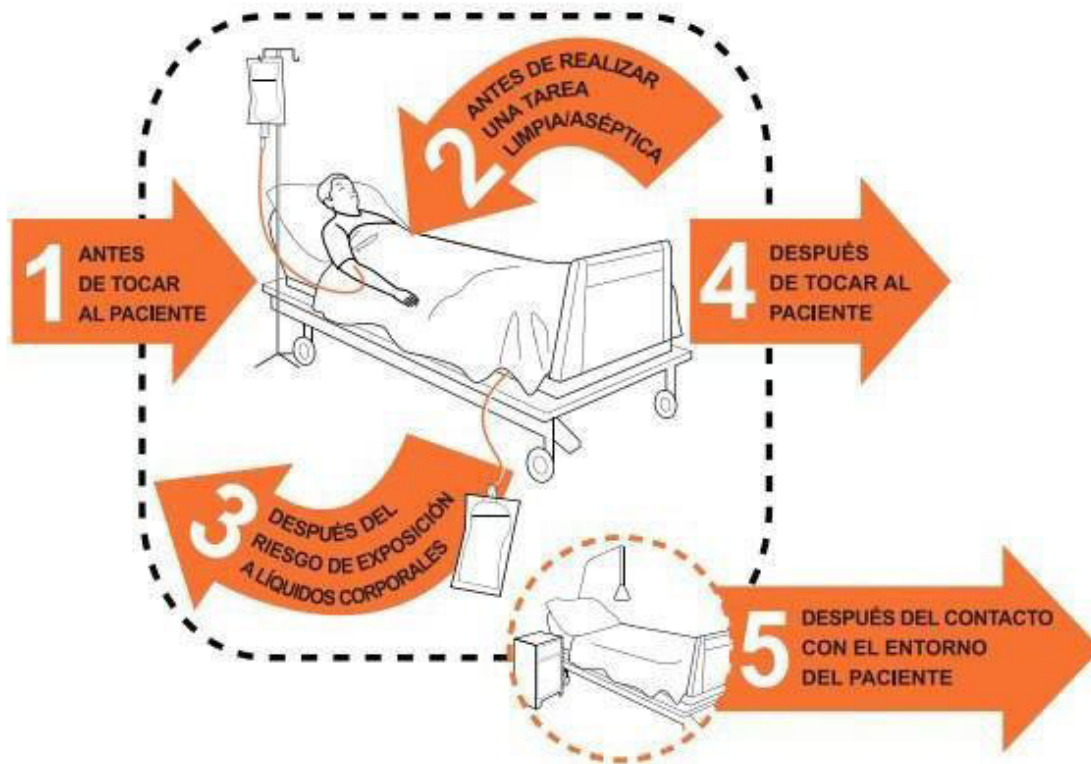 1
ANTES
DE TOCAR
AL PACIENTE
2
ANTES DE REALIZAR
UNA TAREA
LIMPIA/ASÉPTICA
3
DESPUÉS DEL
RIESGO DE EXPOSICIÓN
A LÍQUIDOS CORPORALES
4
DESPUÉS
DE TOCAR AL
PACIENTE
5
DESPUÉS DEL CONTACTO
CON EL ENTORNO
DEL PACIENTE